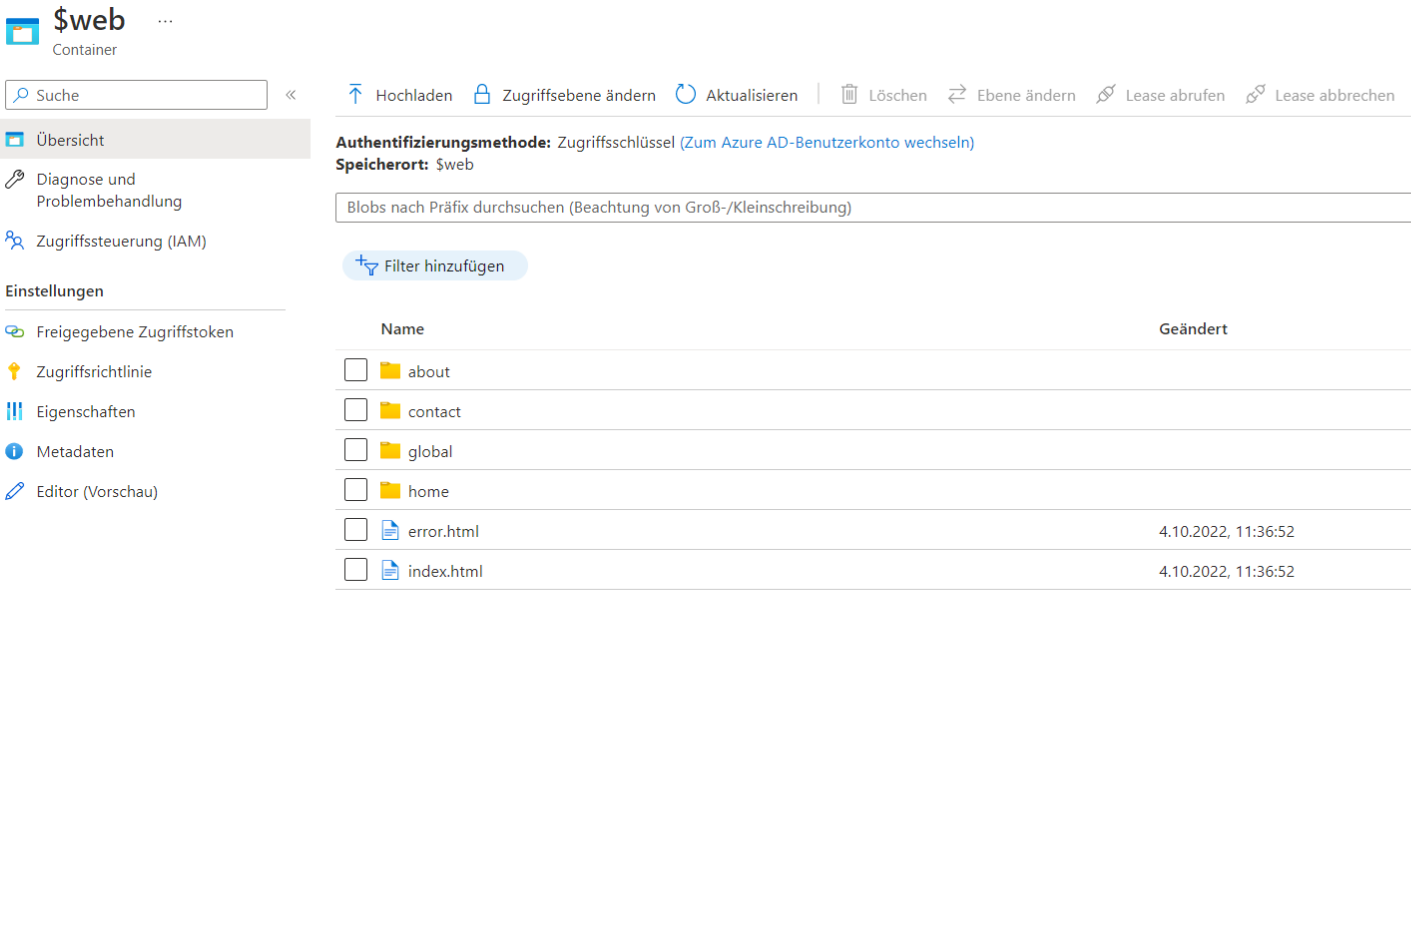 $web
...
Container
Suche
«
Hochladen Zugriffsebene ändern Aktualisieren Löschen Ebene ändern Lease abrufen Lease abbrechen
Übersicht
Diagnose und
Problembehandlung
Zugriffssteuerung (IAM)
Einstellungen
Freigegebene Zugriffstoken
Zugriffsrichtlinie
Eigenschaften
Metadaten
Editor (Vorschau)
Authentifizierungsmethode: Zugriffsschlüssel (Zum Azure AD-Benutzerkonto wechseln)
Speicherort: $web
Blobs nach Präfix durchsuchen (Beachtung von Groß-/Kleinschreibung)
Filter hinzufügen
Name Geändert
about
contact
global
home
error.html 4.10.2022, 11:36:52
index.html 4.10.2022, 11:36:52